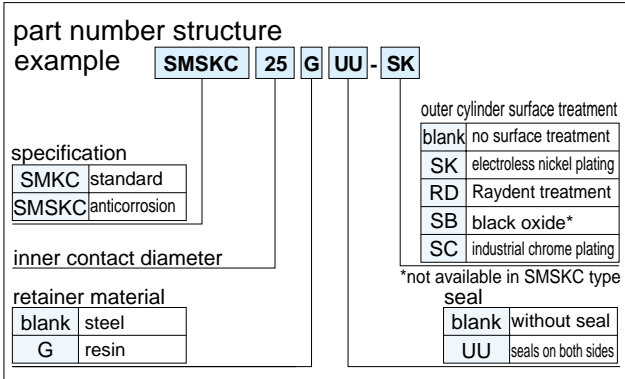 part number structure
example SMSKC 25 G UU - SK
specification
SMKC standard
SMSKC anticorrosion
inner contact diameter
retainer material
blank steel
G resin
outer cylinder surface treatment
blank no surface treatment
SK electroless nickel plating
RD Raydent treatment
SB black oxide*
SC industrial chrome plating
*not available in SMSKC type
seal
blank without seal
UU seals on both sides